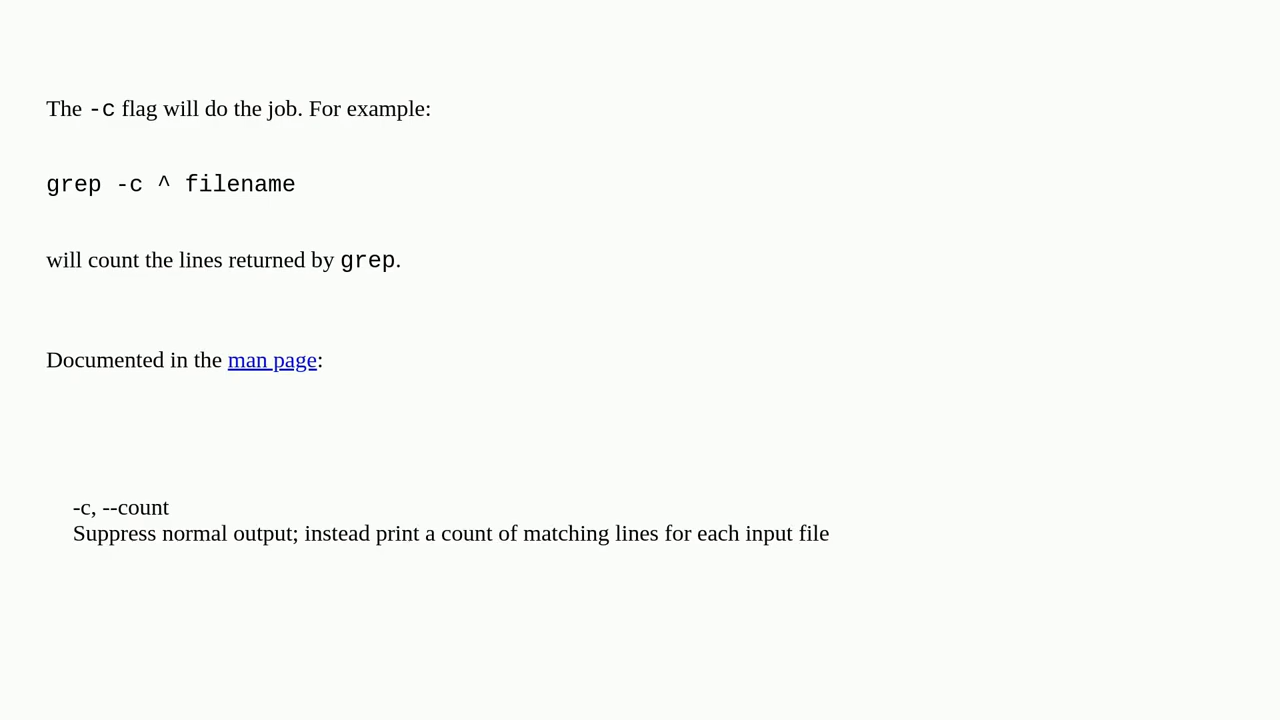 The -c flag will do the job. For example:
grep -c ^ filename
will count the lines returned by grep.
Documented in the man page:
-c, --count
Suppress normal output; instead print a count of matching lines for each input file